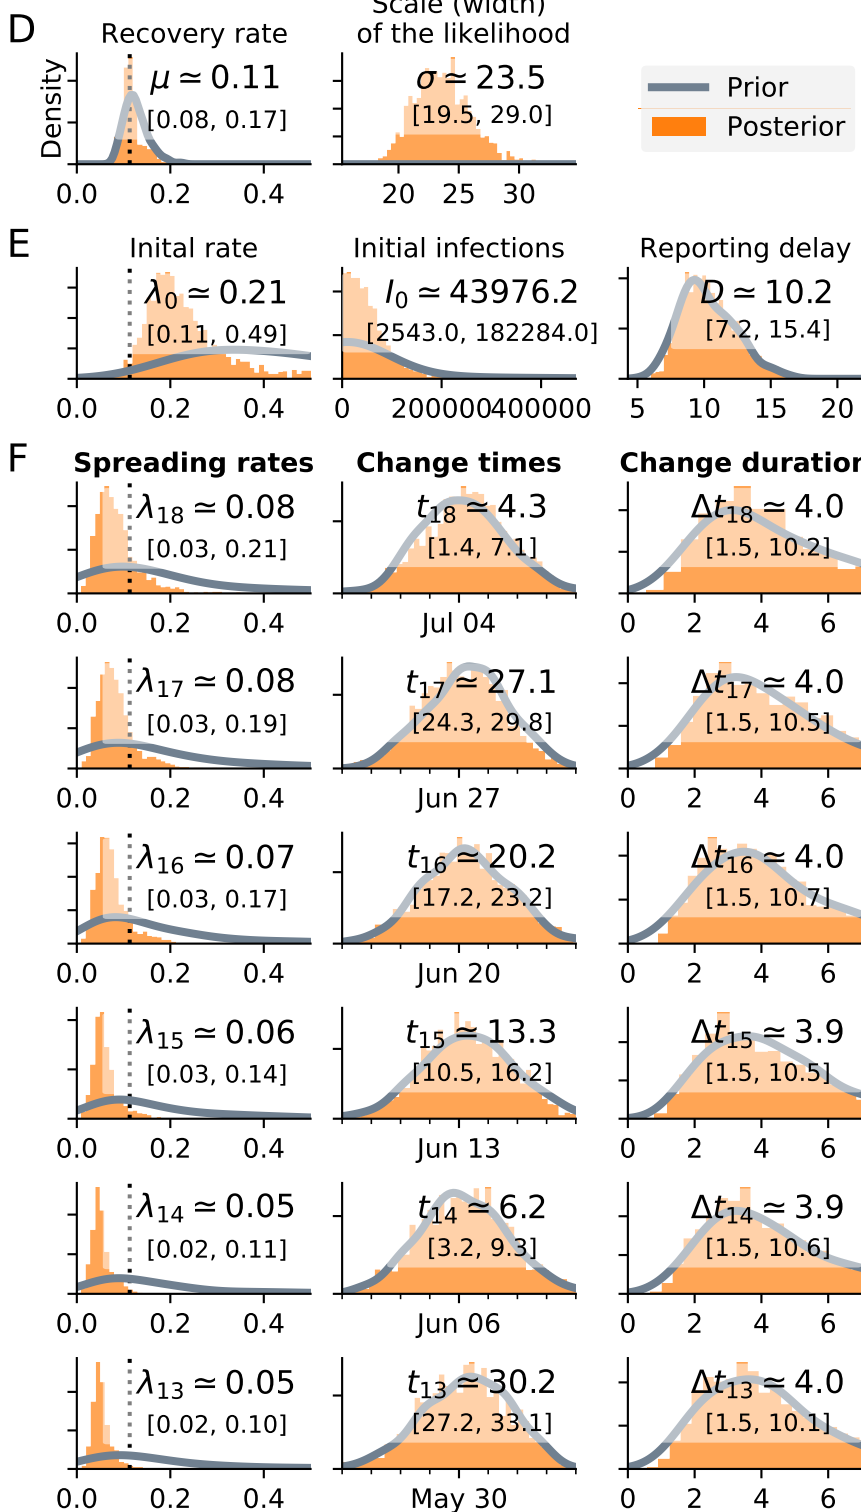 D
Recovery rate
Scale (width)
of the likelihood
Density
μ ≃ 0.11
[0.08, 0.17]
σ ≃ 23.5
[19.5, 29.0]
Prior
Posterior
0.0 0.2 0.4
20 25 30
E
Inital rate
Initial infections
Reporting delay
λ0 ≃ 0.21
[0.11, 0.49]
I0 ≃ 43976.2
[2543.0, 182284.0]
D ≃ 10.2
[7.2, 15.4]
0.0 0.2 0.4
0 200000 400000
5 10 15 20
F
Spreading rates
Change times
Change duration
λ18 ≃ 0.08
[0.03, 0.21]
t18 ≃ 4.3
[1.4, 7.1]
Δt18 ≃ 4.0
[1.5, 10.2]
0.0 0.2 0.4
Jul 04
0 2 4 6
λ17 ≃ 0.08
[0.03, 0.19]
t17 ≃ 27.1
[24.3, 29.8]
Δt17 ≃ 4.0
[1.5, 10.5]
0.0 0.2 0.4
Jun 27
0 2 4 6
λ16 ≃ 0.07
[0.03, 0.17]
t16 ≃ 20.2
[17.2, 23.2]
Δt16 ≃ 4.0
[1.5, 10.7]
0.0 0.2 0.4
Jun 20
0 2 4 6
λ15 ≃ 0.06
[0.03, 0.14]
t15 ≃ 13.3
[10.5, 16.2]
Δt15 ≃ 3.9
[1.5, 10.5]
0.0 0.2 0.4
Jun 13
0 2 4 6
λ14 ≃ 0.05
[0.02, 0.11]
t14 ≃ 6.2
[3.2, 9.3]
Δt14 ≃ 3.9
[1.5, 10.6]
0.0 0.2 0.4
Jun 06
0 2 4 6
λ13 ≃ 0.05
[0.02, 0.10]
t13 ≃ 30.2
[27.2, 33.1]
Δt13 ≃ 4.0
[1.5, 10.1]
0.0 0.2 0.4
May 30
0 2 4 6